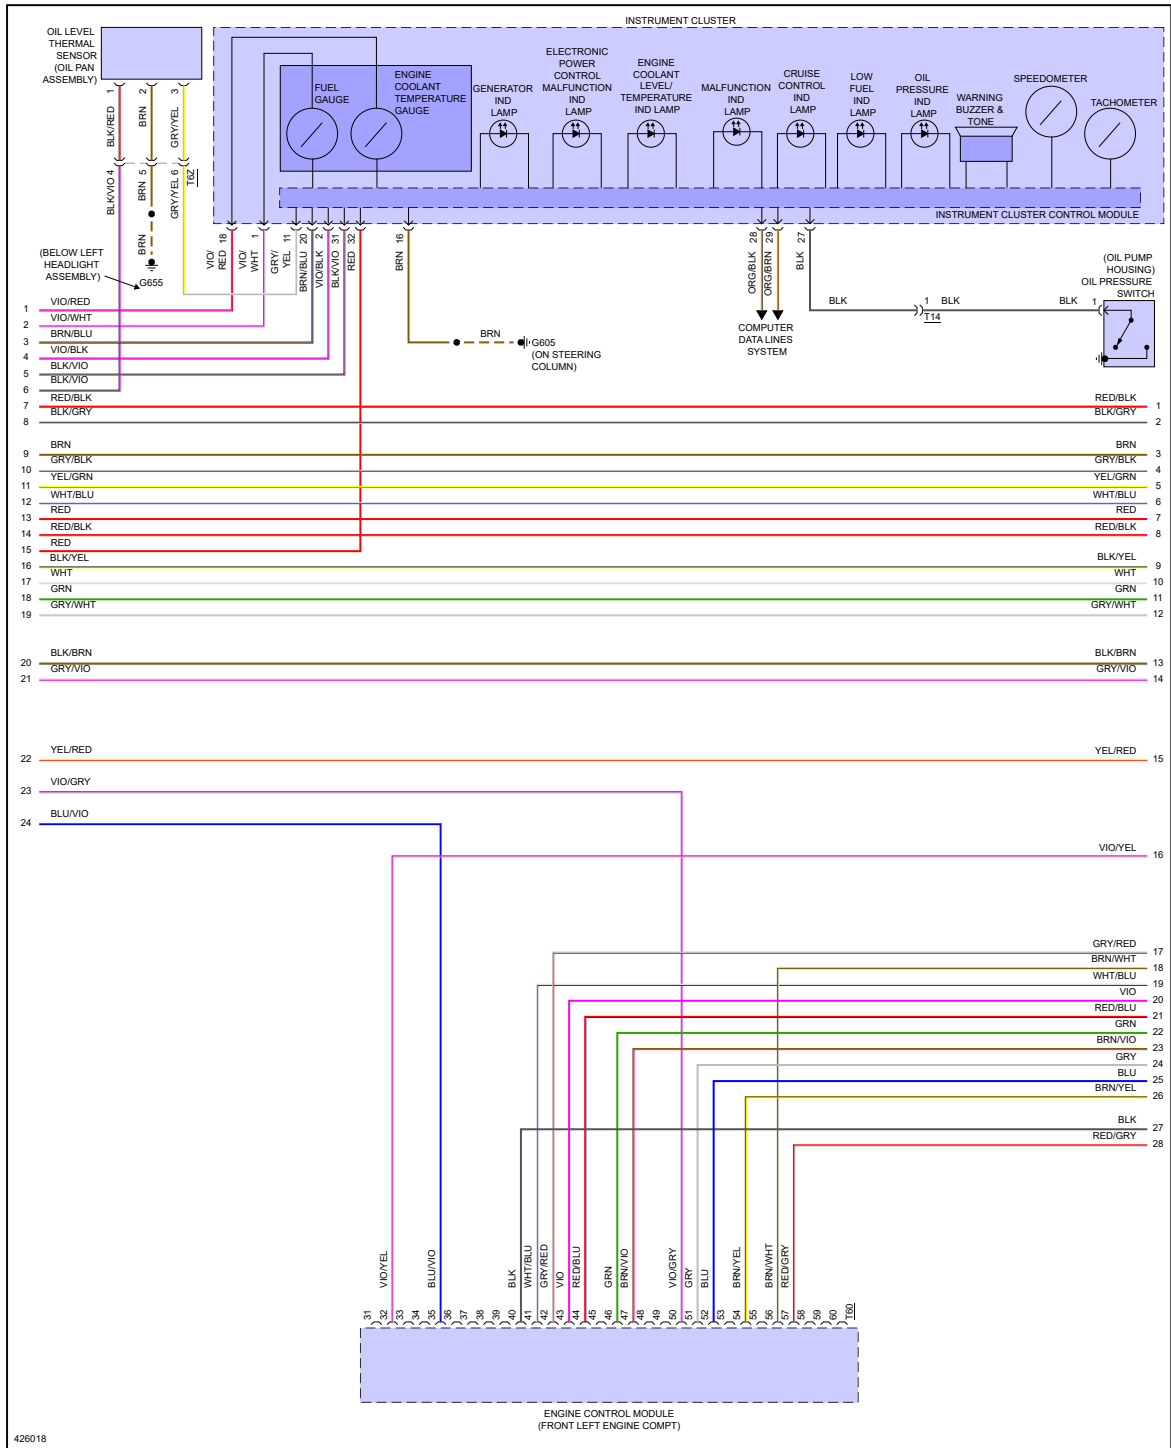 INSTRUMENT CLUSTER
OIL LEVEL
THERMAL
SENSOR
(OIL PAN
ASSEMBLY)
FUEL
GAUGE
ENGINE
COOLANT
TEMPERATURE
GAUGE
GENERATOR
IND
LAMP
ELECTRONIC
POWER
CONTROL
MALFUNCTION
IND
LAMP
ENGINE
COOLANT
LEVEL/
TEMPERATURE
IND LAMP
MALFUNCTION
IND
LAMP
CRUISE
CONTROL
IND
LAMP
LOW
FUEL
IND
LAMP
OIL
PRESSURE
IND
LAMP
WARNING
BUZZER &
TONE
SPEEDOMETER
TACHOMETER
INSTRUMENT CLUSTER CONTROL MODULE
1
2
3
BLK/RED
BRN
GRY/YEL
BLK/VIO 4
BRN 5
GRY/YEL 6
T6Z
BRN
(BELOW LEFT
HEADLIGHT
ASSEMBLY)
G655
VIO/
RED
18
VIO/
WHT
1
GRY/
YEL
11
BRN/BLU 20
VIO/BLK 2
BLK/VIO 31
RED 32
BRN 16
BRN
G605
(ON STEERING
COLUMN)
ORG/BLK 28
ORG/BRN 29
BLK 27
COMPUTER
DATA LINES
SYSTEM
BLK
1 BLK
T14
BLK 1
(OIL PUMP
HOUSING)
OIL PRESSURE
SWITCH
1 VIO/RED
2 VIO/WHT
3 BRN/BLU
4 VIO/BLK
5 BLK/VIO
6 BLK/VIO
7 RED/BLK RED/BLK 1
8 BLK/GRY BLK/GRY 2
9 BRN BRN 3
10 GRY/BLK GRY/BLK 4
11 YEL/GRN YEL/GRN 5
12 WHT/BLU WHT/BLU 6
13 RED RED 7
14 RED/BLK RED/BLK 8
15 RED
16 BLK/YEL BLK/YEL 9
17 WHT WHT 10
18 GRN GRN 11
19 GRY/WHT GRY/WHT 12
20 BLK/BRN BLK/BRN 13
21 GRY/VIO GRY/VIO 14
22 YEL/RED YEL/RED 15
23 VIO/GRY
24 BLU/VIO
VIO/YEL 16
GRY/RED 17
BRN/WHT 18
WHT/BLU 19
VIO 20
RED/BLU 21
GRN 22
BRN/VIO 23
GRY 24
BLU 25
BRN/YEL 26
BLK 27
RED/GRY 28
VIO/YEL
BLU/VIO
BLK
WHT/BLU
GRY/RED
VIO
RED/BLU
GRN
BRN/VIO
VIO/GRY
GRY
BLU
BRN/YEL
BRN/WHT
RED/GRY
31 32 33 34 35 36 37 38 39 40 41 42 43 44 45 46 47 48 49 50 51 52 53 54 55 56 57 58 59 60 T60
ENGINE CONTROL MODULE
(FRONT LEFT ENGINE COMPT)
426018